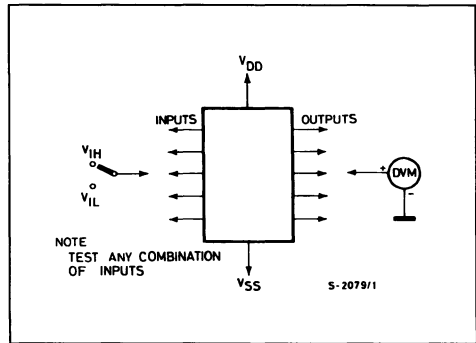 VDD
INPUTS
OUTPUTS
VIH
VIL
+
DVM
-
NOTE
TEST ANY COMBINATION
OF INPUTS
VSS
S-2079/1